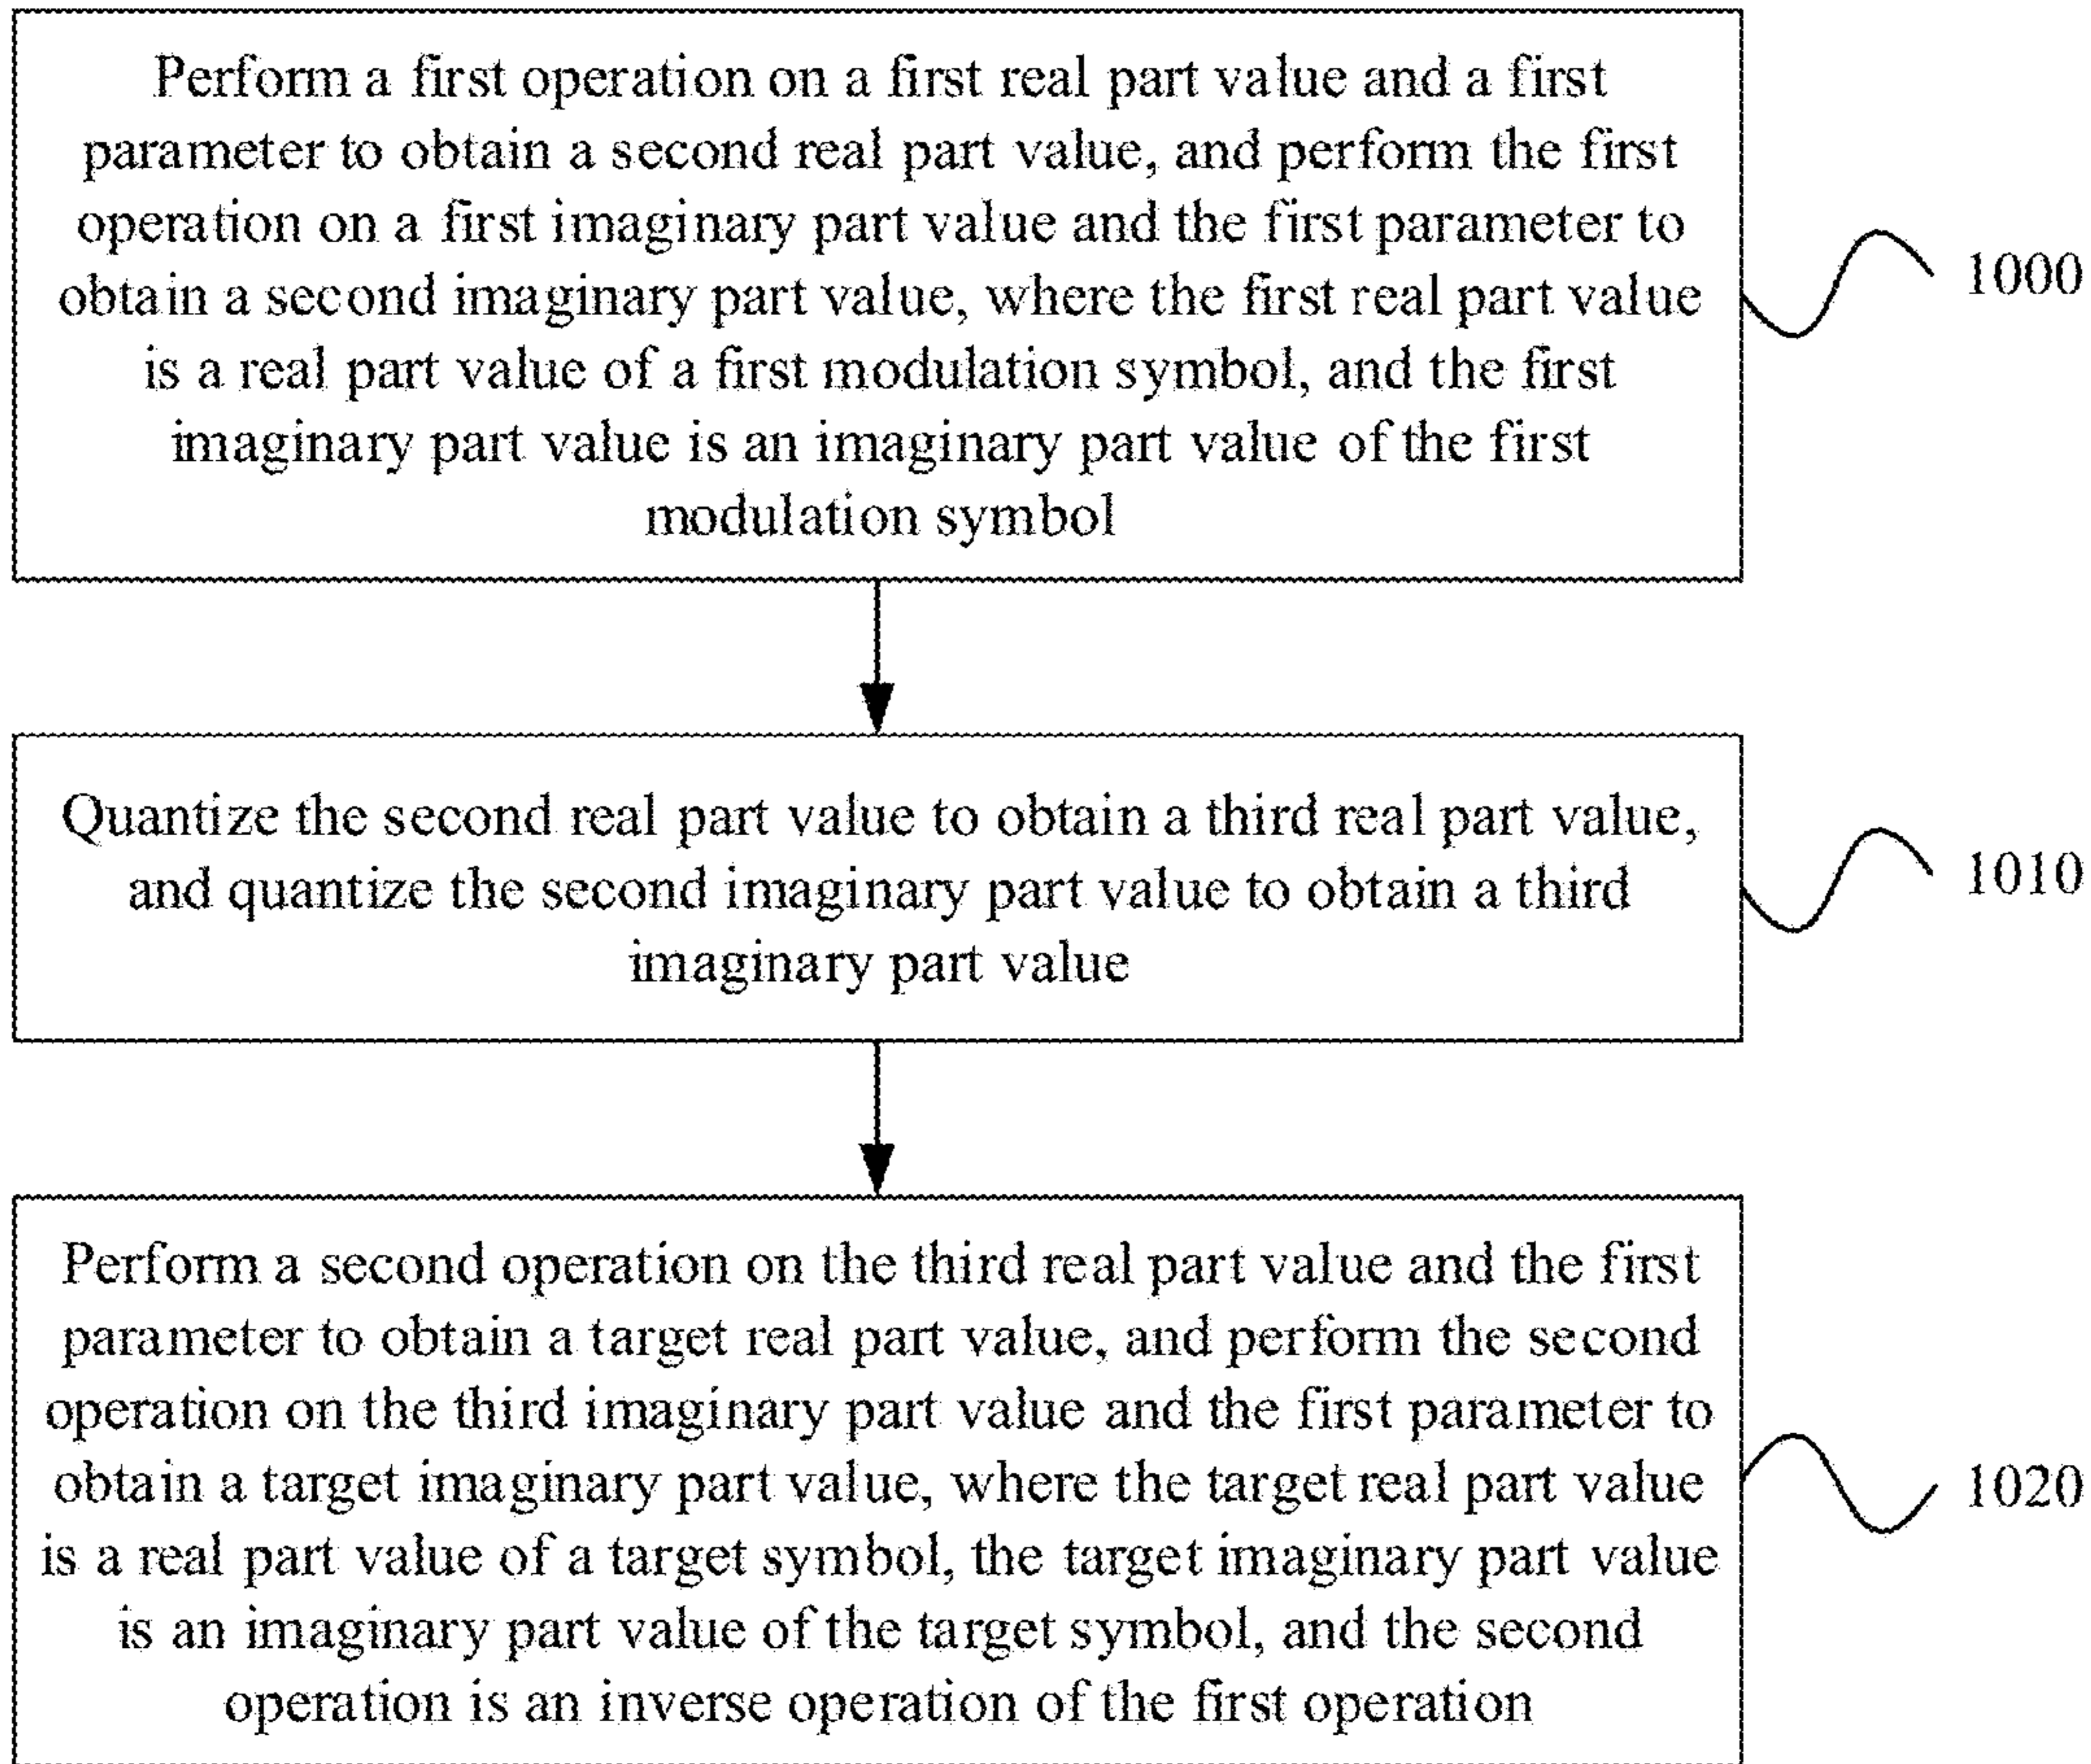 Perform a first operation on a first real part value and a first
parameter to obtain a second real part value, and perform the first
operation on a first imaginary part value and the first parameter to
obtain a second imaginary part value, where the first real part value
is a real part value of a first modulation symbol, and the first
imaginary part value is an imaginary part value of the first
modulation symbol
1000
Quantize the second real part value to obtain a third real part value,
and quantize the second imaginary part value to obtain a third
imaginary part value
1010
Perform a second operation on the third real part value and the first
parameter to obtain a target real part value, and perform the second
operation on the third imaginary part value and the first parameter to
obtain a target imaginary part value, where the target real part value
is a real part value of a target symbol, the target imaginary part value
is an imaginary part value of the target symbol, and the second
operation is an inverse operation of the first operation
1020